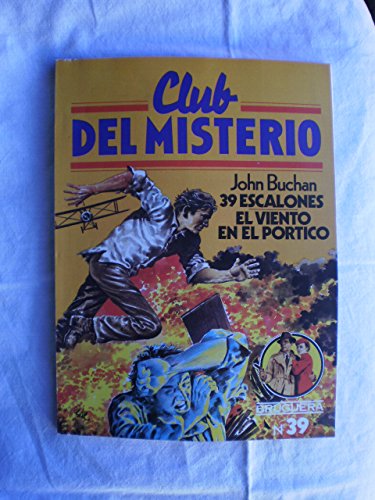 Club
DEL MISTERIO
John Buchan
39 ESCALONES
EL VIENTO
EN EL PORTICO
BRUGUERA
Nº 39